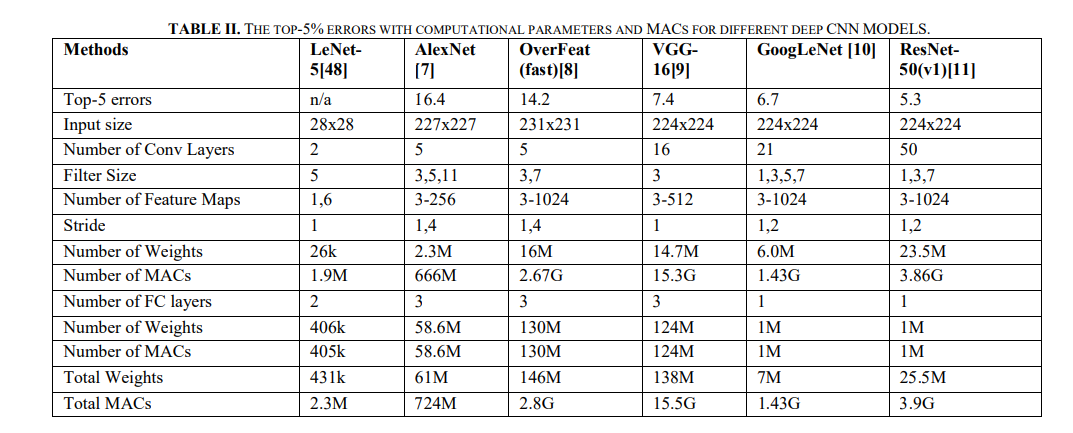 TABLE II. THE TOP-5% ERRORS WITH COMPUTATIONAL PARAMETERS AND MACS FOR DIFFERENT DEEP CNN MODELS.
Methods LeNet-5[48] AlexNet [7] OverFeat (fast)[8] VGG-16[9] GoogLeNet [10] ResNet-50(v1)[11]
Top-5 errors n/a 16.4 14.2 7.4 6.7 5.3
Input size 28x28 227x227 231x231 224x224 224x224 224x224
Number of Conv Layers 2 5 5 16 21 50
Filter Size 5 3,5,11 3,7 3 1,3,5,7 1,3,7
Number of Feature Maps 1,6 3-256 3-1024 3-512 3-1024 3-1024
Stride 1 1,4 1,4 1 1,2 1,2
Number of Weights 26k 2.3M 16M 14.7M 6.0M 23.5M
Number of MACs 1.9M 666M 2.67G 15.3G 1.43G 3.86G
Number of FC layers 2 3 3 3 1 1
Number of Weights 406k 58.6M 130M 124M 1M 1M
Number of MACs 405k 58.6M 130M 124M 1M 1M
Total Weights 431k 61M 146M 138M 7M 25.5M
Total MACs 2.3M 724M 2.8G 15.5G 1.43G 3.9G